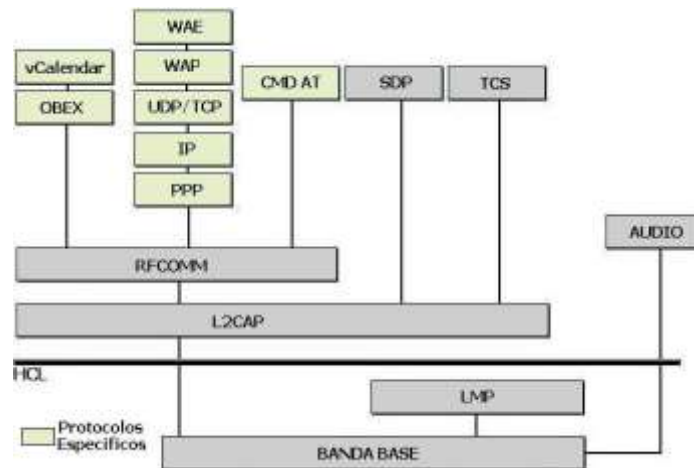 WAE
vCalendar
WAP
CMD AT
SDP
TCS
OBEX
UDP/TCP
IP
PPP
AUDIO
RFCOMM
L2CAP
HCL
LMP
Protocolos
Específicos
BANDA BASE